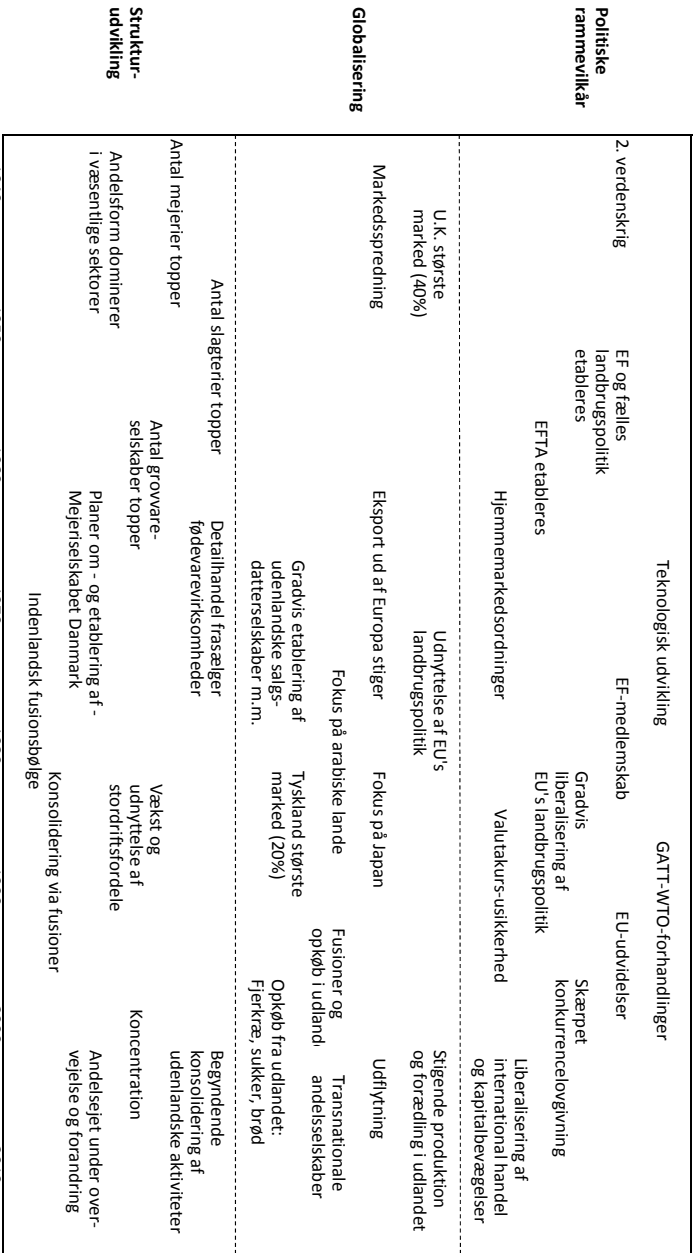 Politiske
rammevilkår
Teknologisk udvikling
GATT-WTO-forhandlinger
2. verdenskrig
EF-medlemskab
EU-udvidelser
EF og fælles
landbrugspolitik
etableres
Gradvis
liberalisering af
EU's landbrugspolitik
Skærpet
konkurrencelovgivning
EFTA etableres
Hjemmemarkedsordninger
Valutakurs-usikkerhed
Liberalisering af
international handel
og kapitalbevægelser
Globalisering
U.K. største
marked (40%)
Udnyttelse af EU's
landbrugspolitik
Stigende produktion
og forædling i udlandet
Markedsspredning
Eksport ud af Europa stiger
Fokus på Japan
Udflytning
Fokus på arabiske lande
Fusioner og
opkøb i udland
Transnationale
andelsselskaber
Gradvis etablering af
udenlandske salgs-
datterselskaber m.m.
Tyskland største
marked (20%)
Opkøb fra udlandet:
Fjerkræ, sukker, brød
Struktur-
udvikling
Antal slagterier topper
Detailhandel frasælger
fødevarevirksomheder
Begyndende
konsolidering af
udenlandske aktiviteter
Antal mejerier topper
Antal grovvare-
selskaber topper
Vækst og
udnyttelse af
stordriftsfordele
Koncentration
Andelsform dominerer
i væsentlige sektorer
Planer om - og etablering af -
Mejeriselskabet Danmark
Andelsejet under over-
vejelse og forandring
Konsolidering via fusioner
Indenlandsk fusionsbølge